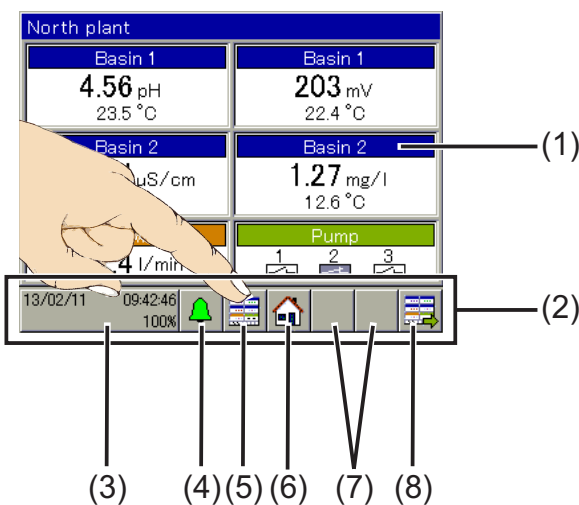 North plant
Basin 1
4.56 pH
23.5 °C
Basin 1
203 mV
22.4 °C
Basin 2
µS/cm
Basin 2
1.27 mg/l
12.6 °C
(1)
4 l/min
Pump
1 2 3
(2)
13/02/11 09:42:46
100%
(3) (4) (5) (6) (7) (8)